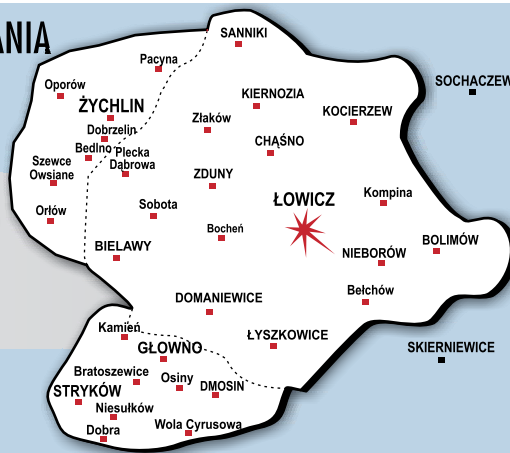 ANIA
SANNIKI
Pacyna
SOCHACZEW
Oporów
KIERNOZIA
ŻYCHLIN
KOCIERZEW
Złaków
Dobrzelin
CHĄŚNO
Bedlno
Plecka
Dąbrowa
Szewce
Owsiane
ZDUNY
ŁOWICZ
Kompina
Sobota
Orłów
Bocheń
BOLIMÓW
BIELAWY
NIEBORÓW
Bełchów
DOMANIEWICE
Kamień
ŁYSZKOWICE
GŁOWNO
SKIERNIEWICE
Bratoszewice
Osiny
DMOSIN
STRYKÓW
Niesułków
Wola Cyrusowa
Dobra